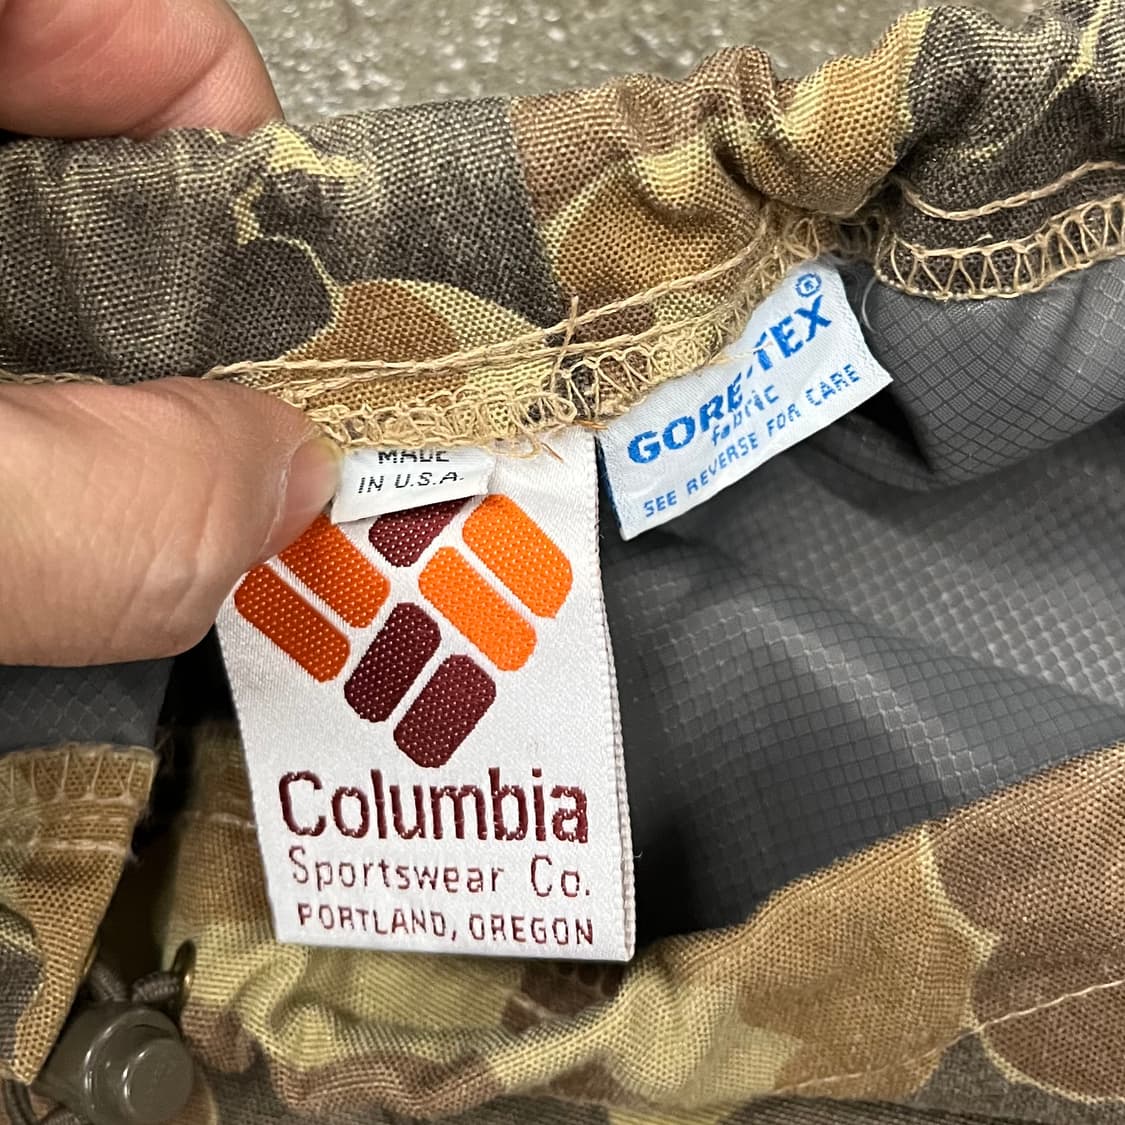 MADE
IN U.S.A.
GORE-TEX®
fabric
SEE REVERSE FOR CARE
Columbia
Sportswear Co.
PORTLAND, OREGON